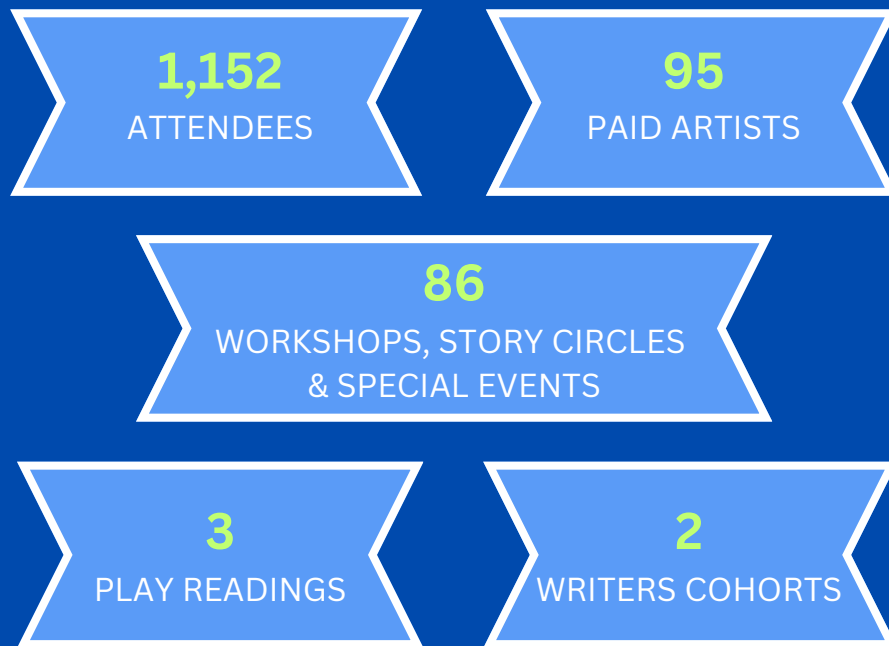 1,152
ATTENDEES
95
PAID ARTISTS
86
WORKSHOPS, STORY CIRCLES
& SPECIAL EVENTS
3
PLAY READINGS
2
WRITERS COHORTS